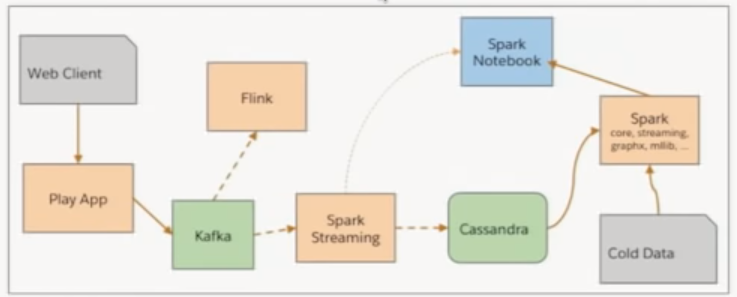 Web Client
Flink
Spark
Notebook
Spark
core, streaming,
graphx, mllib, ...
Play App
Kafka
Spark
Streaming
Cassandra
Cold Data